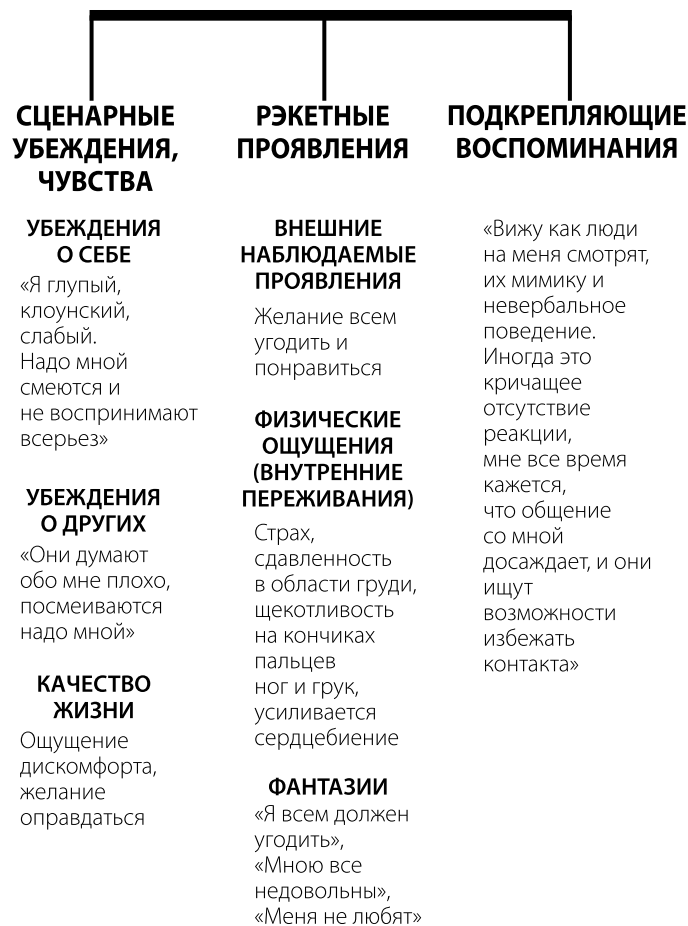 СЦЕНАРНЫЕ
УБЕЖДЕНИЯ,
ЧУВСТВА
УБЕЖДЕНИЯ
О СЕБЕ
«Я глупый,
клоунский,
слабый.
Надо мной
смеются и
не воспринимают
всерьез»
УБЕЖДЕНИЯ
О ДРУГИХ
«Они думают
обо мне плохо,
посмеиваются
надо мной»
КАЧЕСТВО
ЖИЗНИ
Ощущение
дискомфорта,
желание
оправдаться
РЭКЕТНЫЕ
ПРОЯВЛЕНИЯ
ВНЕШНИЕ
НАБЛЮДАЕМЫЕ
ПРОЯВЛЕНИЯ
Желание всем
угодить и
понравиться
ФИЗИЧЕСКИЕ
ОЩУЩЕНИЯ
(ВНУТРЕННИЕ
ПЕРЕЖИВАНИЯ)
Страх,
сдавленность
в области груди,
щекотливость
на кончиках
пальцев
ног и грук,
усиливается
сердцебиение
ФАНТАЗИИ
«Я всем должен
угодить»,
«Мною все
недовольны»,
«Меня не любят»
ПОДКРЕПЛЯЮЩИЕ
ВОСПОМИНАНИЯ
«Вижу как люди
на меня смотрят,
их мимику и
невербальное
поведение.
Иногда это
кричащее
отсутствие
реакции,
мне все время
кажется,
что общение
со мной
досаждает, и они
ищут
возможности
избежать
контакта»